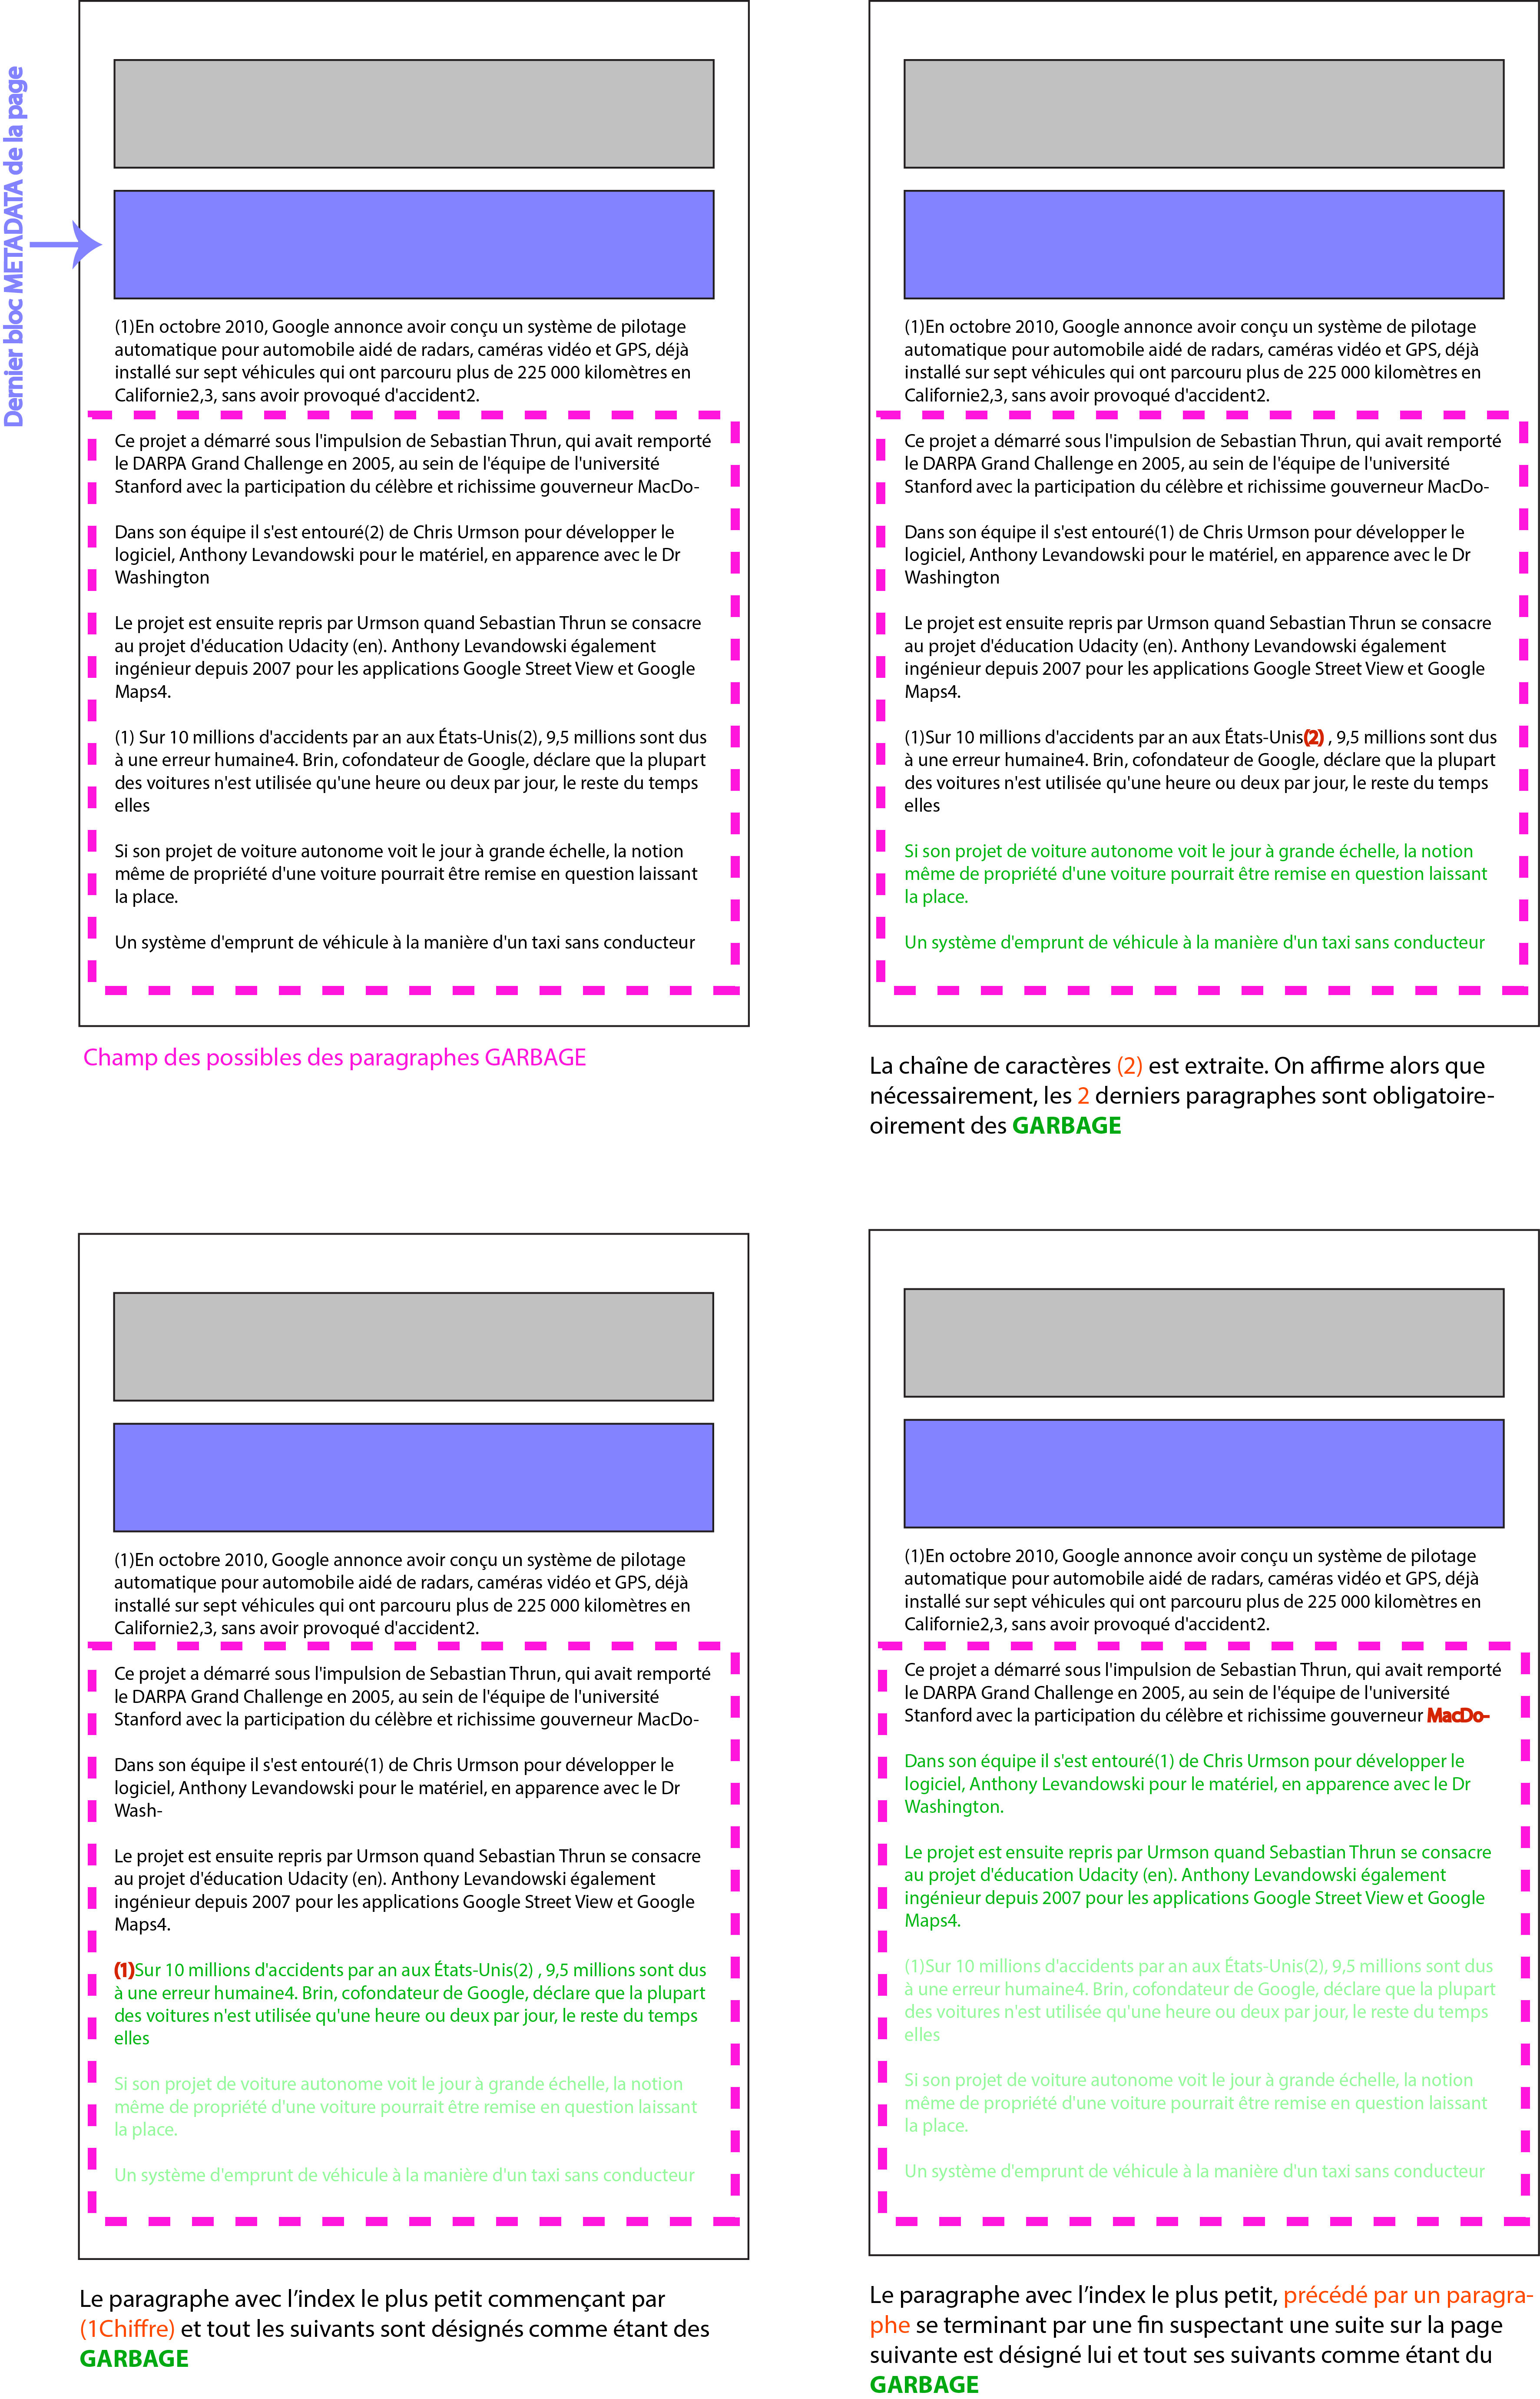 Dernier bloc METADATA de la page
(1)En octobre 2010, Google annonce avoir conçu un système de pilotage
automatique pour automobile aidé de radars, caméras vidéo et GPS, déjà
installé sur sept véhicules qui ont parcouru plus de 225 000 kilomètres en
Californie2,3, sans avoir provoqué d'accident2.
Ce projet a démarré sous l'impulsion de Sebastian Thrun, qui avait remporté
le DARPA Grand Challenge en 2005, au sein de l'équipe de l'université
Stanford avec la participation du célèbre et richissime gouverneur MacDo-
Dans son équipe il s'est entouré(2) de Chris Urmson pour développer le
logiciel, Anthony Levandowski pour le matériel, en apparence avec le Dr
Washington
Le projet est ensuite repris par Urmson quand Sebastian Thrun se consacre
au projet d'éducation Udacity (en). Anthony Levandowski également
ingénieur depuis 2007 pour les applications Google Street View et Google
Maps4.
(1) Sur 10 millions d'accidents par an aux États-Unis(2), 9,5 millions sont dus
à une erreur humaine4. Brin, cofondateur de Google, déclare que la plupart
des voitures n'est utilisée qu'une heure ou deux par jour, le reste du temps
elles
Si son projet de voiture autonome voit le jour à grande échelle, la notion
même de propriété d'une voiture pourrait être remise en question laissant
la place.
Un système d'emprunt de véhicule à la manière d'un taxi sans conducteur
Champ des possibles des paragraphes GARBAGE
(1)En octobre 2010, Google annonce avoir conçu un système de pilotage
automatique pour automobile aidé de radars, caméras vidéo et GPS, déjà
installé sur sept véhicules qui ont parcouru plus de 225 000 kilomètres en
Californie2,3, sans avoir provoqué d'accident2.
Ce projet a démarré sous l'impulsion de Sebastian Thrun, qui avait remporté
le DARPA Grand Challenge en 2005, au sein de l'équipe de l'université
Stanford avec la participation du célèbre et richissime gouverneur MacDo-
Dans son équipe il s'est entouré(1) de Chris Urmson pour développer le
logiciel, Anthony Levandowski pour le matériel, en apparence avec le Dr
Washington
Le projet est ensuite repris par Urmson quand Sebastian Thrun se consacre
au projet d'éducation Udacity (en). Anthony Levandowski également
ingénieur depuis 2007 pour les applications Google Street View et Google
Maps4.
(1)Sur 10 millions d'accidents par an aux États-Unis(2) , 9,5 millions sont dus
à une erreur humaine4. Brin, cofondateur de Google, déclare que la plupart
des voitures n'est utilisée qu'une heure ou deux par jour, le reste du temps
elles
Si son projet de voiture autonome voit le jour à grande échelle, la notion
même de propriété d'une voiture pourrait être remise en question laissant
la place.
Un système d'emprunt de véhicule à la manière d'un taxi sans conducteur
La chaîne de caractères (2) est extraite. On affirme alors que
nécessairement, les 2 derniers paragraphes sont obligatoire-
oirement des GARBAGE
(1)En octobre 2010, Google annonce avoir conçu un système de pilotage
automatique pour automobile aidé de radars, caméras vidéo et GPS, déjà
installé sur sept véhicules qui ont parcouru plus de 225 000 kilomètres en
Californie2,3, sans avoir provoqué d'accident2.
Ce projet a démarré sous l'impulsion de Sebastian Thrun, qui avait remporté
le DARPA Grand Challenge en 2005, au sein de l'équipe de l'université
Stanford avec la participation du célèbre et richissime gouverneur MacDo-
Dans son équipe il s'est entouré(1) de Chris Urmson pour développer le
logiciel, Anthony Levandowski pour le matériel, en apparence avec le Dr
Wash-
Le projet est ensuite repris par Urmson quand Sebastian Thrun se consacre
au projet d'éducation Udacity (en). Anthony Levandowski également
ingénieur depuis 2007 pour les applications Google Street View et Google
Maps4.
(1)Sur 10 millions d'accidents par an aux États-Unis(2) , 9,5 millions sont dus
à une erreur humaine4. Brin, cofondateur de Google, déclare que la plupart
des voitures n'est utilisée qu'une heure ou deux par jour, le reste du temps
elles
Si son projet de voiture autonome voit le jour à grande échelle, la notion
même de propriété d'une voiture pourrait être remise en question laissant
la place.
Un système d'emprunt de véhicule à la manière d'un taxi sans conducteur
Le paragraphe avec l’index le plus petit commençant par
(1Chiffre) et tout les suivants sont désignés comme étant des
GARBAGE
(1)En octobre 2010, Google annonce avoir conçu un système de pilotage
automatique pour automobile aidé de radars, caméras vidéo et GPS, déjà
installé sur sept véhicules qui ont parcouru plus de 225 000 kilomètres en
Californie2,3, sans avoir provoqué d'accident2.
Ce projet a démarré sous l'impulsion de Sebastian Thrun, qui avait remporté
le DARPA Grand Challenge en 2005, au sein de l'équipe de l'université
Stanford avec la participation du célèbre et richissime gouverneur MacDo-
Dans son équipe il s'est entouré(1) de Chris Urmson pour développer le
logiciel, Anthony Levandowski pour le matériel, en apparence avec le Dr
Washington.
Le projet est ensuite repris par Urmson quand Sebastian Thrun se consacre
au projet d'éducation Udacity (en). Anthony Levandowski également
ingénieur depuis 2007 pour les applications Google Street View et Google
Maps4.
(1)Sur 10 millions d'accidents par an aux États-Unis(2), 9,5 millions sont dus
à une erreur humaine4. Brin, cofondateur de Google, déclare que la plupart
des voitures n'est utilisée qu'une heure ou deux par jour, le reste du temps
elles
Si son projet de voiture autonome voit le jour à grande échelle, la notion
même de propriété d'une voiture pourrait être remise en question laissant
la place.
Un système d'emprunt de véhicule à la manière d'un taxi sans conducteur
Le paragraphe avec l’index le plus petit, précédé par un paragra-
phe se terminant par une fin suspectant une suite sur la page
suivante est désigné lui et tout ses suivants comme étant du
GARBAGE